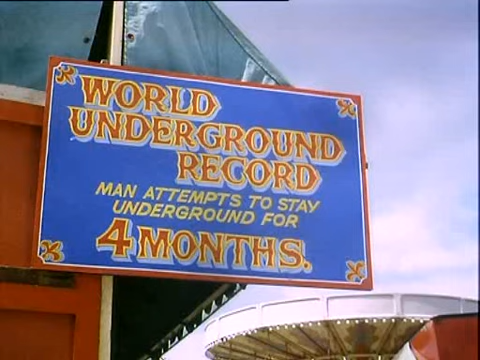 WORLD
UNDERGROUND
RECORD
MAN ATTEMPTS TO STAY
UNDERGROUND FOR
4 MONTHS.